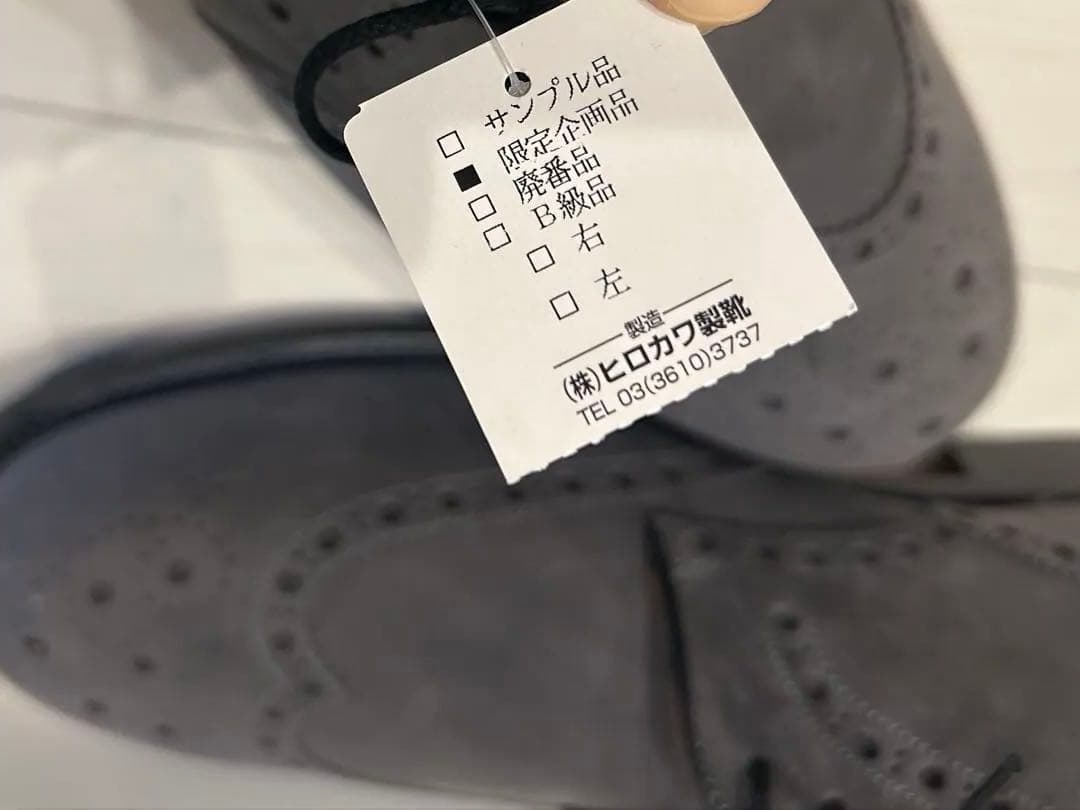 □ サンプル品
■ 限定企画品
□ 廃番品
□ B級品
□ 右
□ 左
製造
(株)ヒロカワ製靴
TEL 03(3610)3737